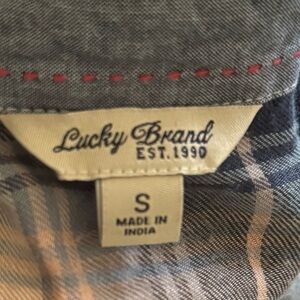 Lucky Brand
EST.1990
S
MADE IN
INDIA